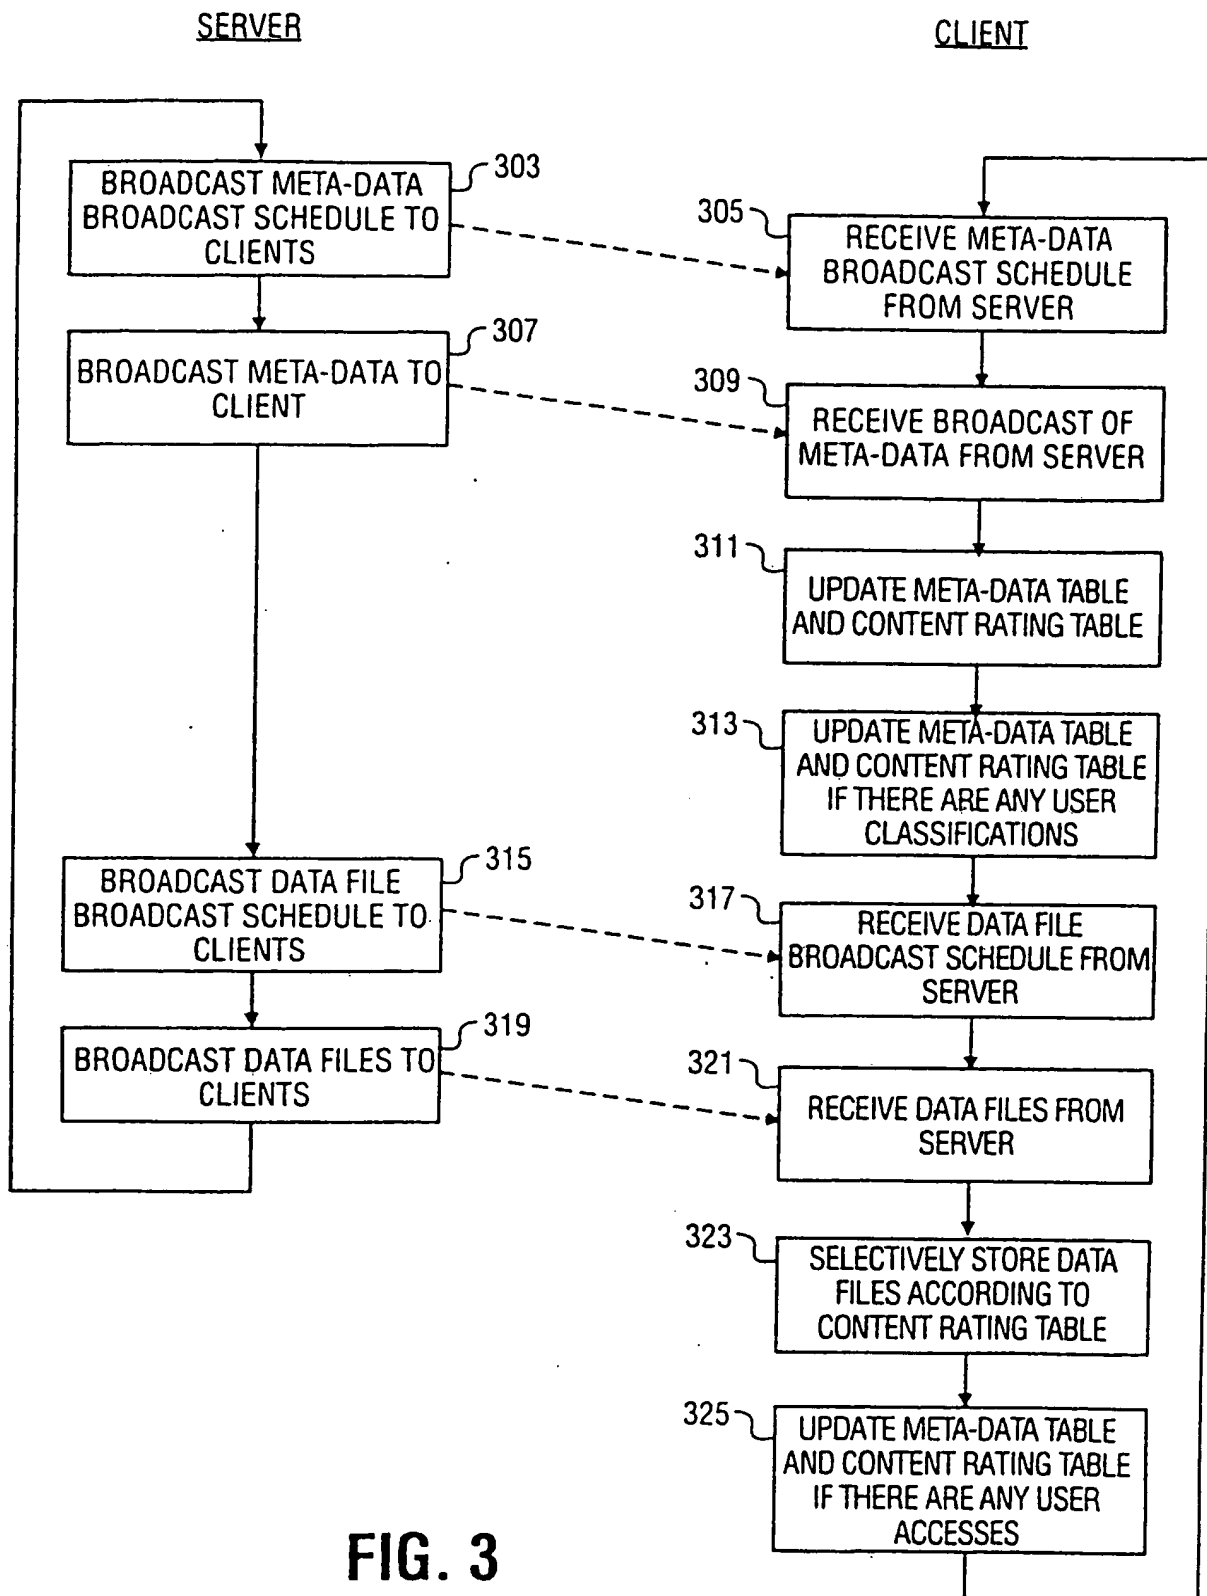 SERVER
CLIENT
303
BROADCAST META-DATA
BROADCAST SCHEDULE TO
CLIENTS
305
RECEIVE META-DATA
BROADCAST SCHEDULE
FROM SERVER
307
BROADCAST META-DATA TO
CLIENT
309
RECEIVE BROADCAST OF
META-DATA FROM SERVER
311
UPDATE META-DATA TABLE
AND CONTENT RATING TABLE
313
UPDATE META-DATA TABLE
AND CONTENT RATING TABLE
IF THERE ARE ANY USER
CLASSIFICATIONS
315
BROADCAST DATA FILE
BROADCAST SCHEDULE TO
CLIENTS
317
RECEIVE DATA FILE
BROADCAST SCHEDULE FROM
SERVER
319
BROADCAST DATA FILES TO
CLIENTS
321
RECEIVE DATA FILES FROM
SERVER
323
SELECTIVELY STORE DATA
FILES ACCORDING TO
CONTENT RATING TABLE
325
UPDATE META-DATA TABLE
AND CONTENT RATING TABLE
IF THERE ARE ANY USER
ACCESSES
FIG. 3